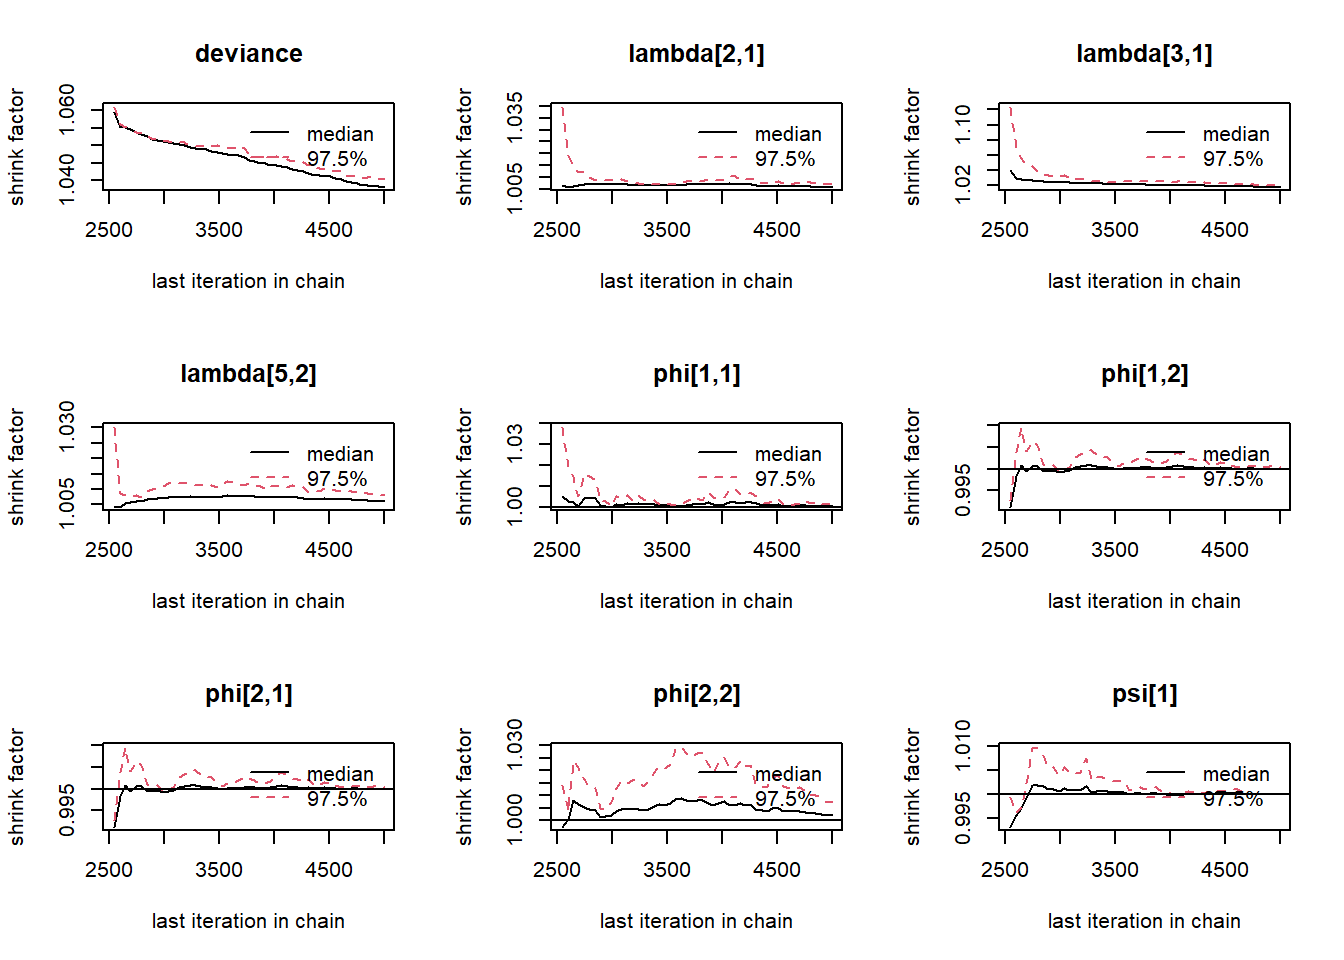 deviance
shrink factor
1.040 1.060
median
97.5%
2500 3500 4500
last iteration in chain
lambda[2,1]
shrink factor
1.005 1.035
median
97.5%
2500 3500 4500
last iteration in chain
lambda[3,1]
shrink factor
1.02 1.10
median
97.5%
2500 3500 4500
last iteration in chain
lambda[5,2]
shrink factor
1.005 1.030
median
97.5%
2500 3500 4500
last iteration in chain
phi[1,1]
shrink factor
1.00 1.03
median
97.5%
2500 3500 4500
last iteration in chain
phi[1,2]
shrink factor
0.995
median
97.5%
2500 3500 4500
last iteration in chain
phi[2,1]
shrink factor
0.995
median
97.5%
2500 3500 4500
last iteration in chain
phi[2,2]
shrink factor
1.000 1.030
median
97.5%
2500 3500 4500
last iteration in chain
psi[1]
shrink factor
0.995 1.010
median
97.5%
2500 3500 4500
last iteration in chain